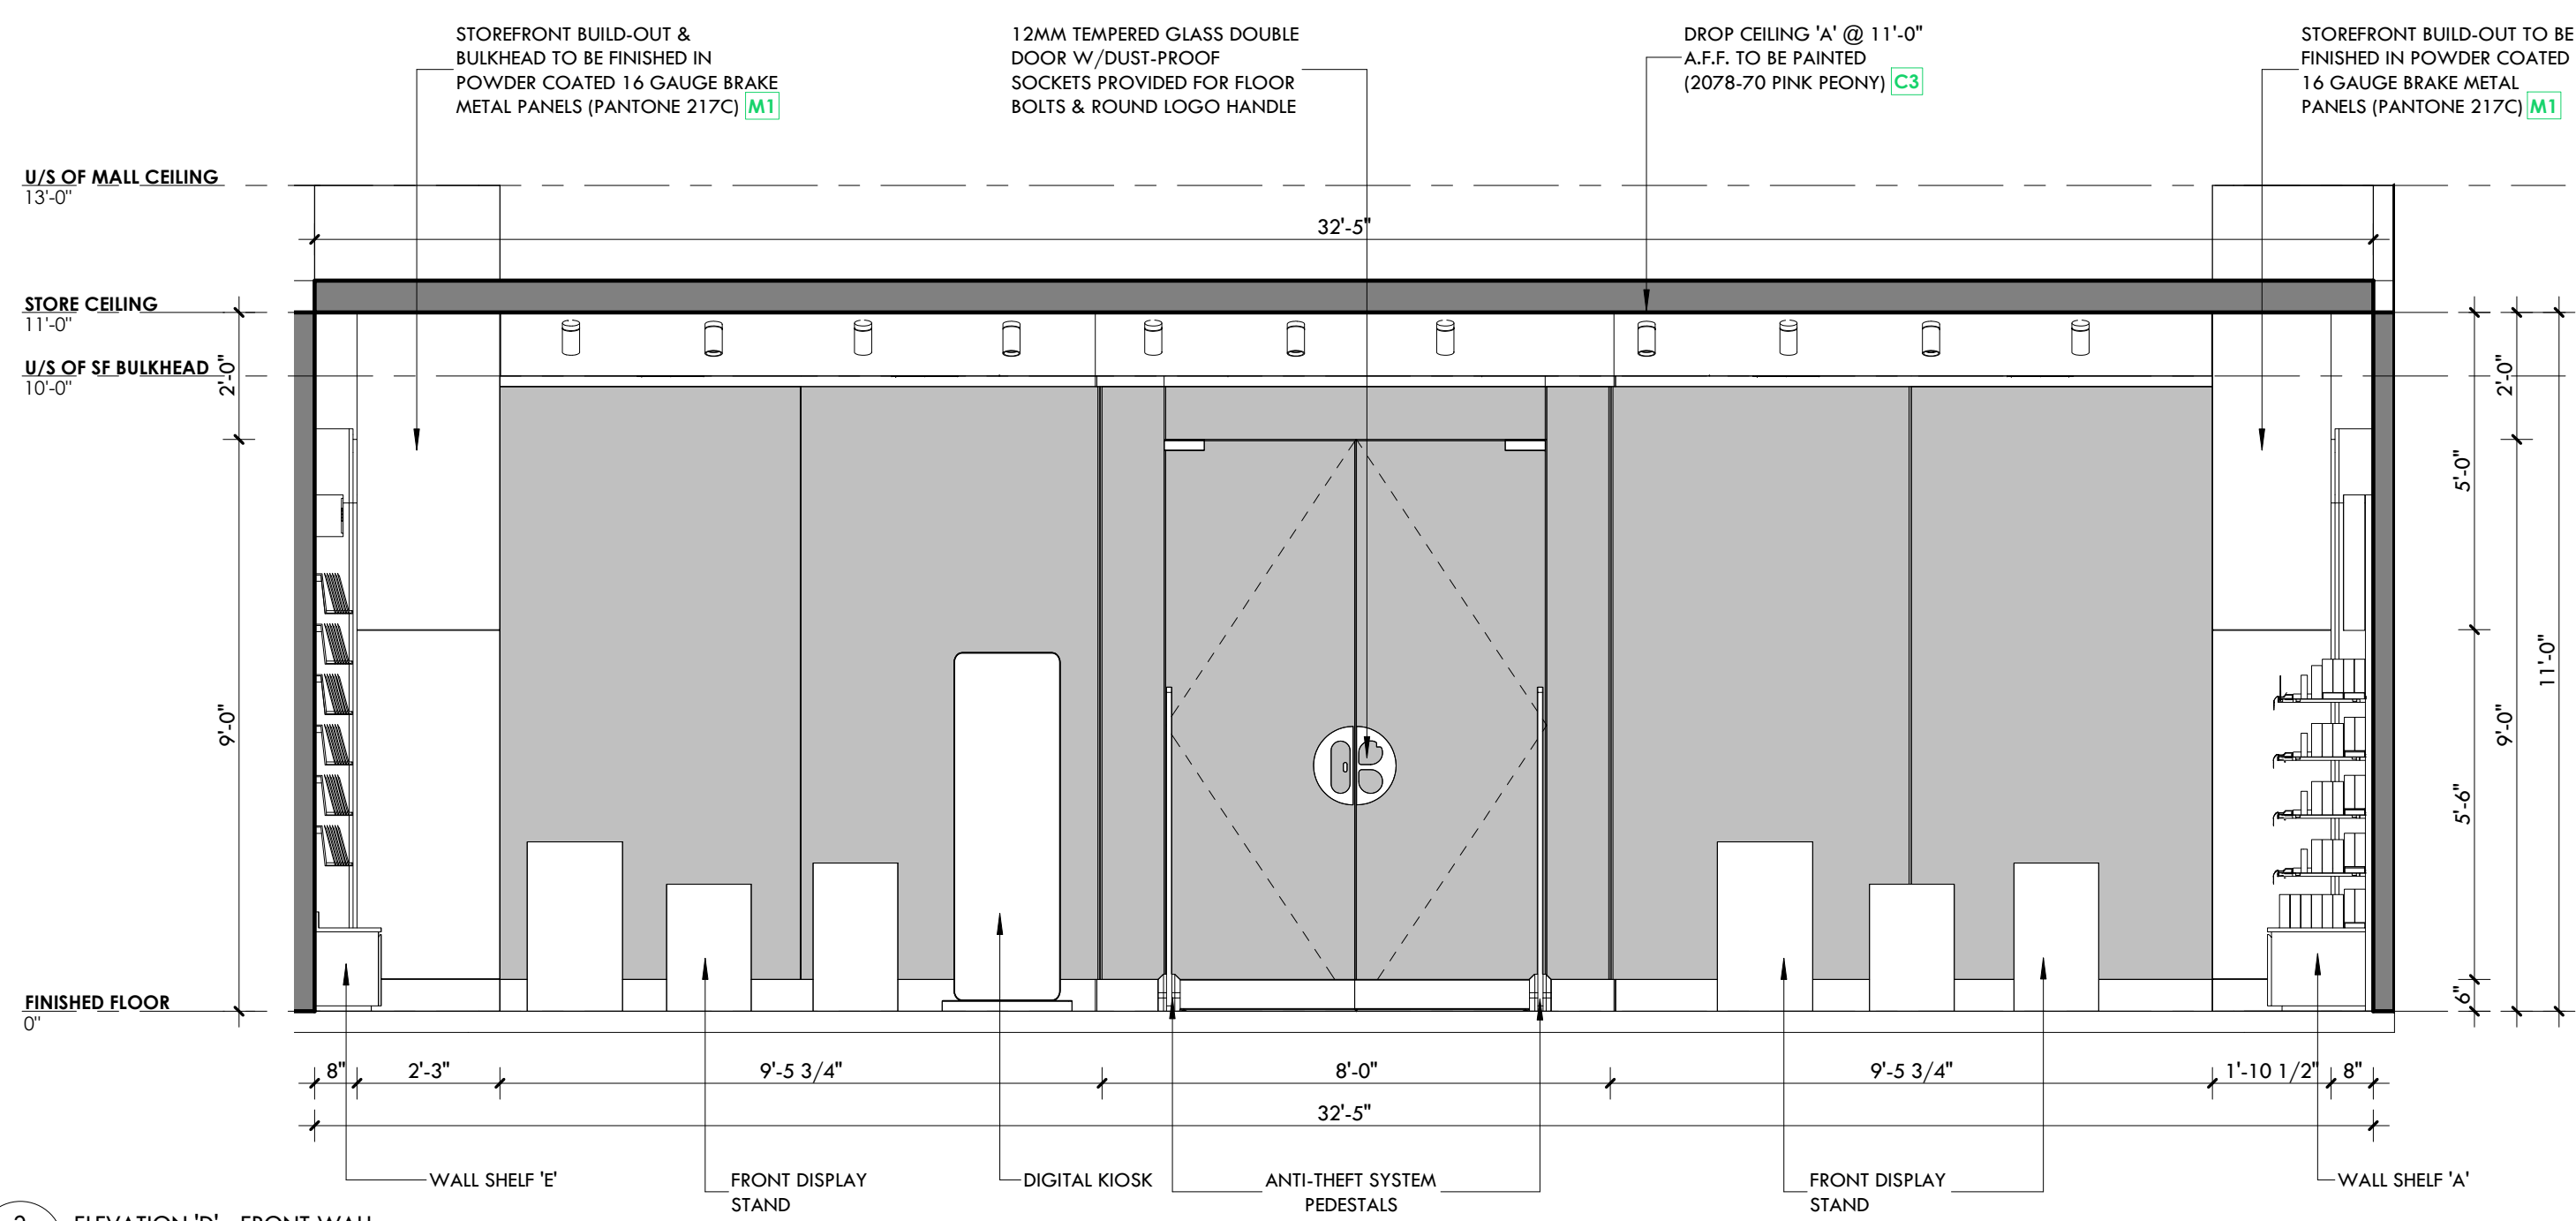 STOREFRONT BUILD-OUT &
BULKHEAD TO BE FINISHED IN
POWDER COATED 16 GAUGE BRAKE
METAL PANELS (PANTONE 217C) M1
12MM TEMPERED GLASS DOUBLE
DOOR W/DUST-PROOF
SOCKETS PROVIDED FOR FLOOR
BOLTS & ROUND LOGO HANDLE
DROP CEILING 'A' @ 11'-0"
A.F.F. TO BE PAINTED
(2078-70 PINK PEONY) C3
STOREFRONT BUILD-OUT TO BE
FINISHED IN POWDER COATED
16 GAUGE BRAKE METAL
PANELS (PANTONE 217C) M1
U/S OF MALL CEILING
13'-0"
32'-5"
STORE CEILING
11'-0"
U/S OF SF BULKHEAD
10'-0"
2'-0"
9'-0"
FINISHED FLOOR
0"
5'-0"
5'-6"
6"
2'-0"
9'-0"
11'-0"
8"
2'-3"
9'-5 3/4"
8'-0"
9'-5 3/4"
1'-10 1/2"
8"
32'-5"
WALL SHELF 'E'
FRONT DISPLAY
STAND
DIGITAL KIOSK
ANTI-THEFT SYSTEM
PEDESTALS
FRONT DISPLAY
STAND
WALL SHELF 'A'